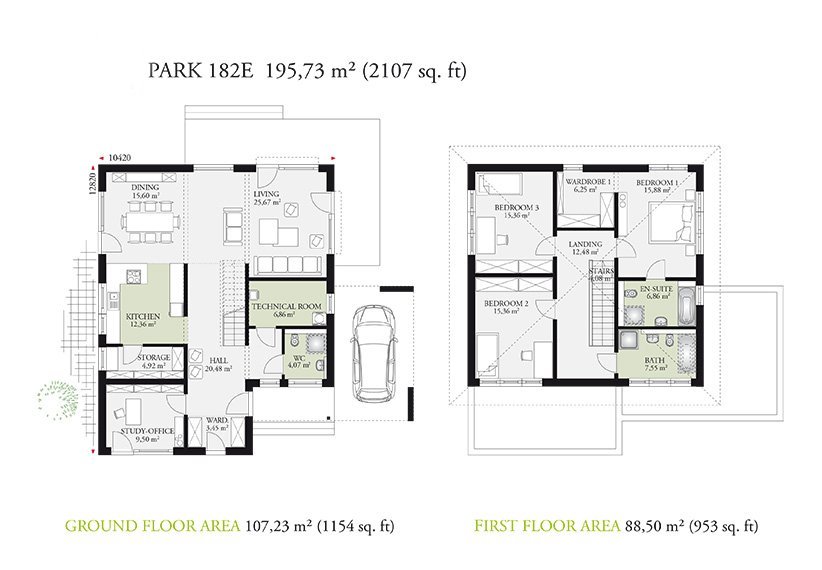 PARK 182E 195,73 m² (2107 sq. ft)
10420
12820
DINING
15,60 m²
LIVING
25,67 m²
KITCHEN
12,36 m²
TECHNICAL ROOM
6,86 m²
STORAGE
4,92 m²
HALL
20,48 m²
WC
4,07 m²
STUDY-OFFICE
9,50 m²
WARD.
3,45 m²
BEDROOM 3
15,36 m²
WARDROBE 1
6,25 m²
BEDROOM 1
15,88 m²
LANDING
12,48 m²
STAIRS
4,08 m²
BEDROOM 2
15,36 m²
EN-SUITE
6,86 m²
BATH
7,55 m²
GROUND FLOOR AREA 107,23 m² (1154 sq. ft)
FIRST FLOOR AREA 88,50 m² (953 sq. ft)